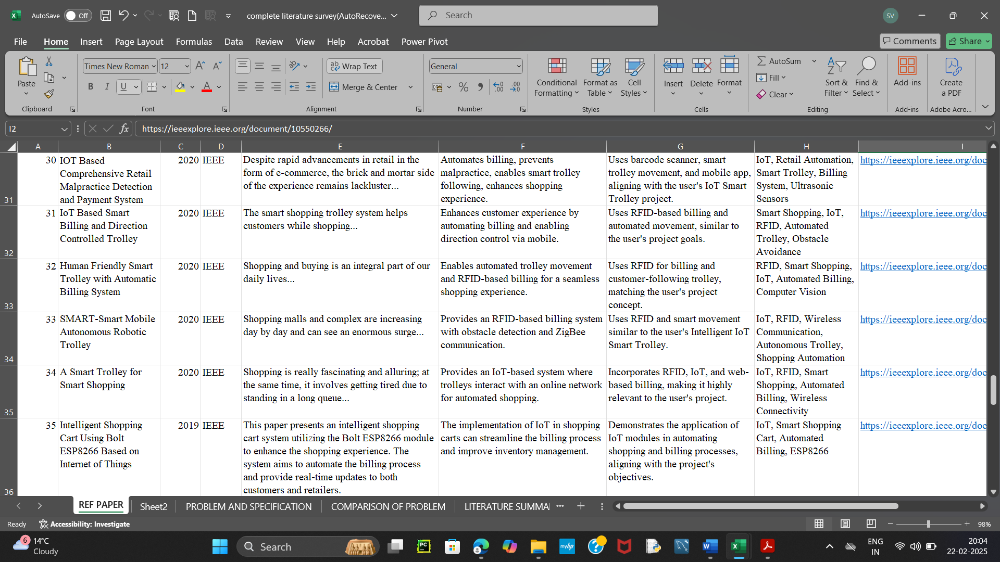 AutoSave Off complete literature survey(AutoRecove... Search SV
File Home Insert Page Layout Formulas Data Review View Help Acrobat Power Pivot Comments Share
Paste Times New Roman 12 Wrap Text General Conditional Formatting Format as Table Cell Styles Insert Delete Format AutoSum Fill Clear Sort & Filter Find & Select Add-ins Create a PDF
B I U Merge & Center
Clipboard Font Alignment Number Styles Cells Editing Add-ins Adobe Acro...
I2 fx https://ieeexplore.ieee.org/document/10550266/
A B C D E F G H I
31
30
IOT Based
Comprehensive Retail
Malpractice Detection
and Payment System
2020
IEEE
Despite rapid advancements in retail in the
form of e-commerce, the brick and mortar side
of the experience remains lackluster...
Automates billing, prevents
malpractice, enables smart trolley
following, enhances shopping
experience.
Uses barcode scanner, smart
trolley movement, and mobile app,
aligning with the user's IoT Smart
Trolley project.
IoT, Retail Automation,
Smart Trolley, Billing
System, Ultrasonic
Sensors
https://ieeexplore.ieee.org/doc
32
31
IoT Based Smart
Billing and Direction
Controlled Trolley
2020
IEEE
The smart shopping trolley system helps
customers while shopping...
Enhances customer experience by
automating billing and enabling
direction control via mobile.
Uses RFID-based billing and
automated movement, similar to
the user's project goals.
Smart Shopping, IoT,
RFID, Automated
Trolley, Obstacle
Avoidance
https://ieeexplore.ieee.org/doc
33
32
Human Friendly Smart
Trolley with Automatic
Billing System
2020
IEEE
Shopping and buying is an integral part of our
daily lives...
Enables automated trolley movement
and RFID-based billing for a seamless
shopping experience.
Uses RFID for billing and
customer-following trolley,
matching the user's project
concept.
RFID, Smart Shopping,
IoT, Automated Billing,
Computer Vision
https://ieeexplore.ieee.org/doc
34
33
SMART-Smart Mobile
Autonomous Robotic
Trolley
2020
IEEE
Shopping malls and complex are increasing
day by day and can see an enormous surge...
Provides an RFID-based billing system
with obstacle detection and ZigBee
communication.
Uses RFID and smart movement
similar to the user's Intelligent IoT
Smart Trolley.
IoT, RFID, Wireless
Communication,
Autonomous Trolley,
Shopping Automation
https://ieeexplore.ieee.org/doc
35
34
A Smart Trolley for
Smart Shopping
2020
IEEE
Shopping is really fascinating and alluring; at
the same time, it involves getting tired due to
standing in a long queue...
Provides an IoT-based system where
trolleys interact with an online network
for automated shopping.
Incorporates RFID, IoT, and web-
based billing, making it highly
relevant to the user's project.
IoT, RFID, Smart
Shopping, Automated
Billing, Wireless
Connectivity
https://ieeexplore.ieee.org/doc
36
35
Intelligent Shopping
Cart Using Bolt
ESP8266 Based on
Internet of Things
2019
IEEE
This paper presents an intelligent shopping
cart system utilizing the Bolt ESP8266 module
to enhance the shopping experience. The
system aims to automate the billing process
and provide real-time updates to both
customers and retailers.
The implementation of IoT in shopping
carts can streamline the billing process
and improve inventory management.
Demonstrates the application of
IoT modules in automating
shopping and billing processes,
aligning with the project's
objectives.
IoT, Smart Shopping
Cart, Automated
Billing, ESP8266
https://ieeexplore.ieee.org/doc
REF PAPER Sheet2 PROBLEM AND SPECIFICATION COMPARISON OF PROBLEM LITERATURE SUMMA ...
Ready Accessibility: Investigate 98%
6 14°C
Cloudy
Search
PC
myhp
ENG
IN
20:04
22-02-2025